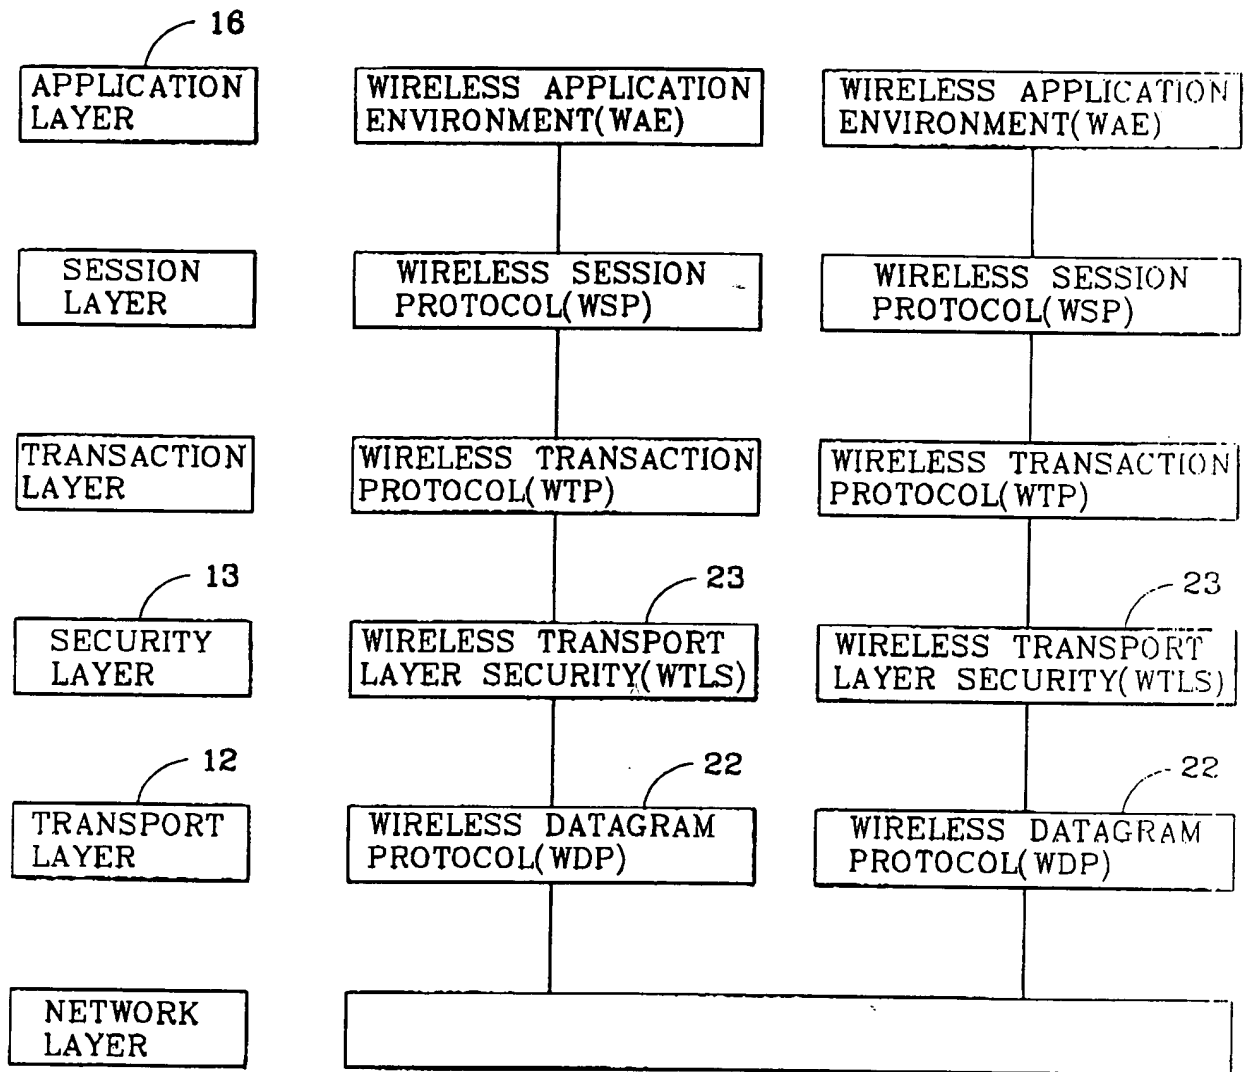 16
APPLICATION
LAYER
WIRELESS APPLICATION
ENVIRONMENT(WAE)
WIRELESS APPLICATION
ENVIRONMENT(WAE)
SESSION
LAYER
WIRELESS SESSION
PROTOCOL(WSP)
WIRELESS SESSION
PROTOCOL(WSP)
TRANSACTION
LAYER
WIRELESS TRANSACTION
PROTOCOL(WTP)
WIRELESS TRANSACTION
PROTOCOL(WTP)
13
SECURITY
LAYER
23
WIRELESS TRANSPORT
LAYER SECURITY(WTLS)
23
WIRELESS TRANSPORT
LAYER SECURITY(WTLS)
12
TRANSPORT
LAYER
22
WIRELESS DATAGRAM
PROTOCOL(WDP)
22
WIRELESS DATAGRAM
PROTOCOL(WDP)
NETWORK
LAYER